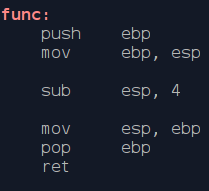 func:
push ebp
mov ebp, esp
sub esp, 4
mov esp, ebp
pop ebp
ret